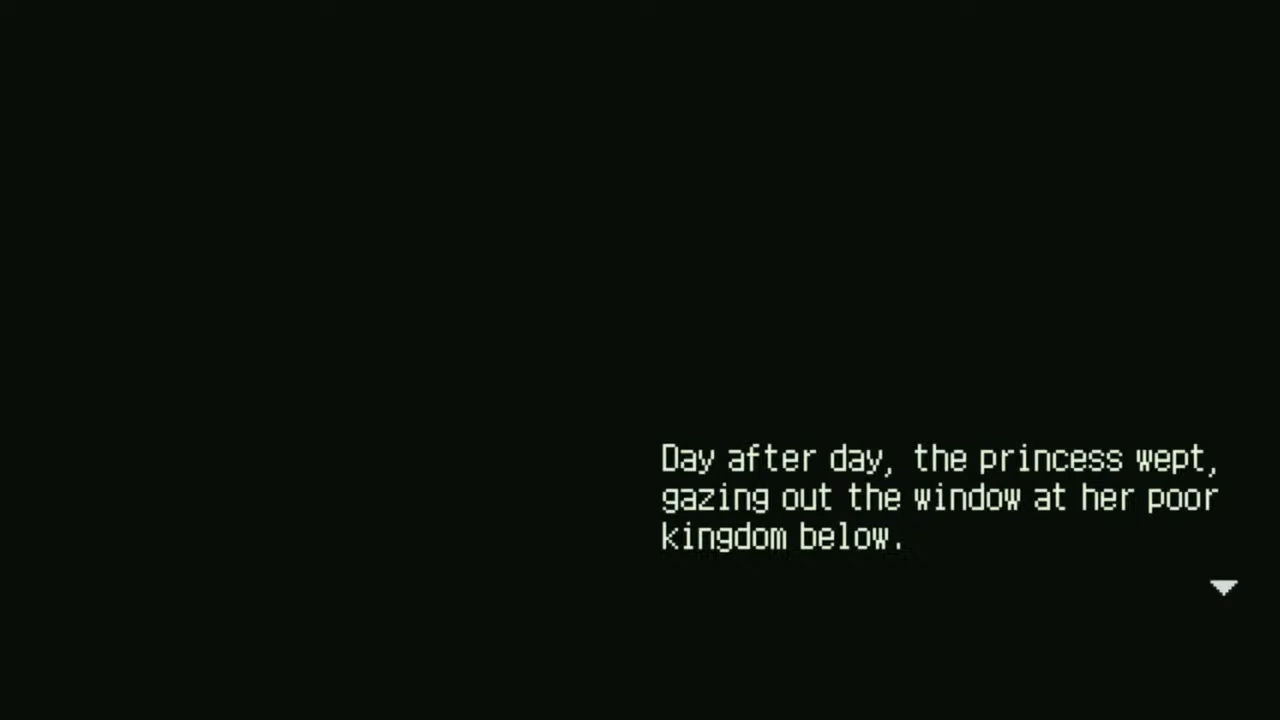 Day after day, the princess wept,
gazing out the window at her poor
kingdom below.